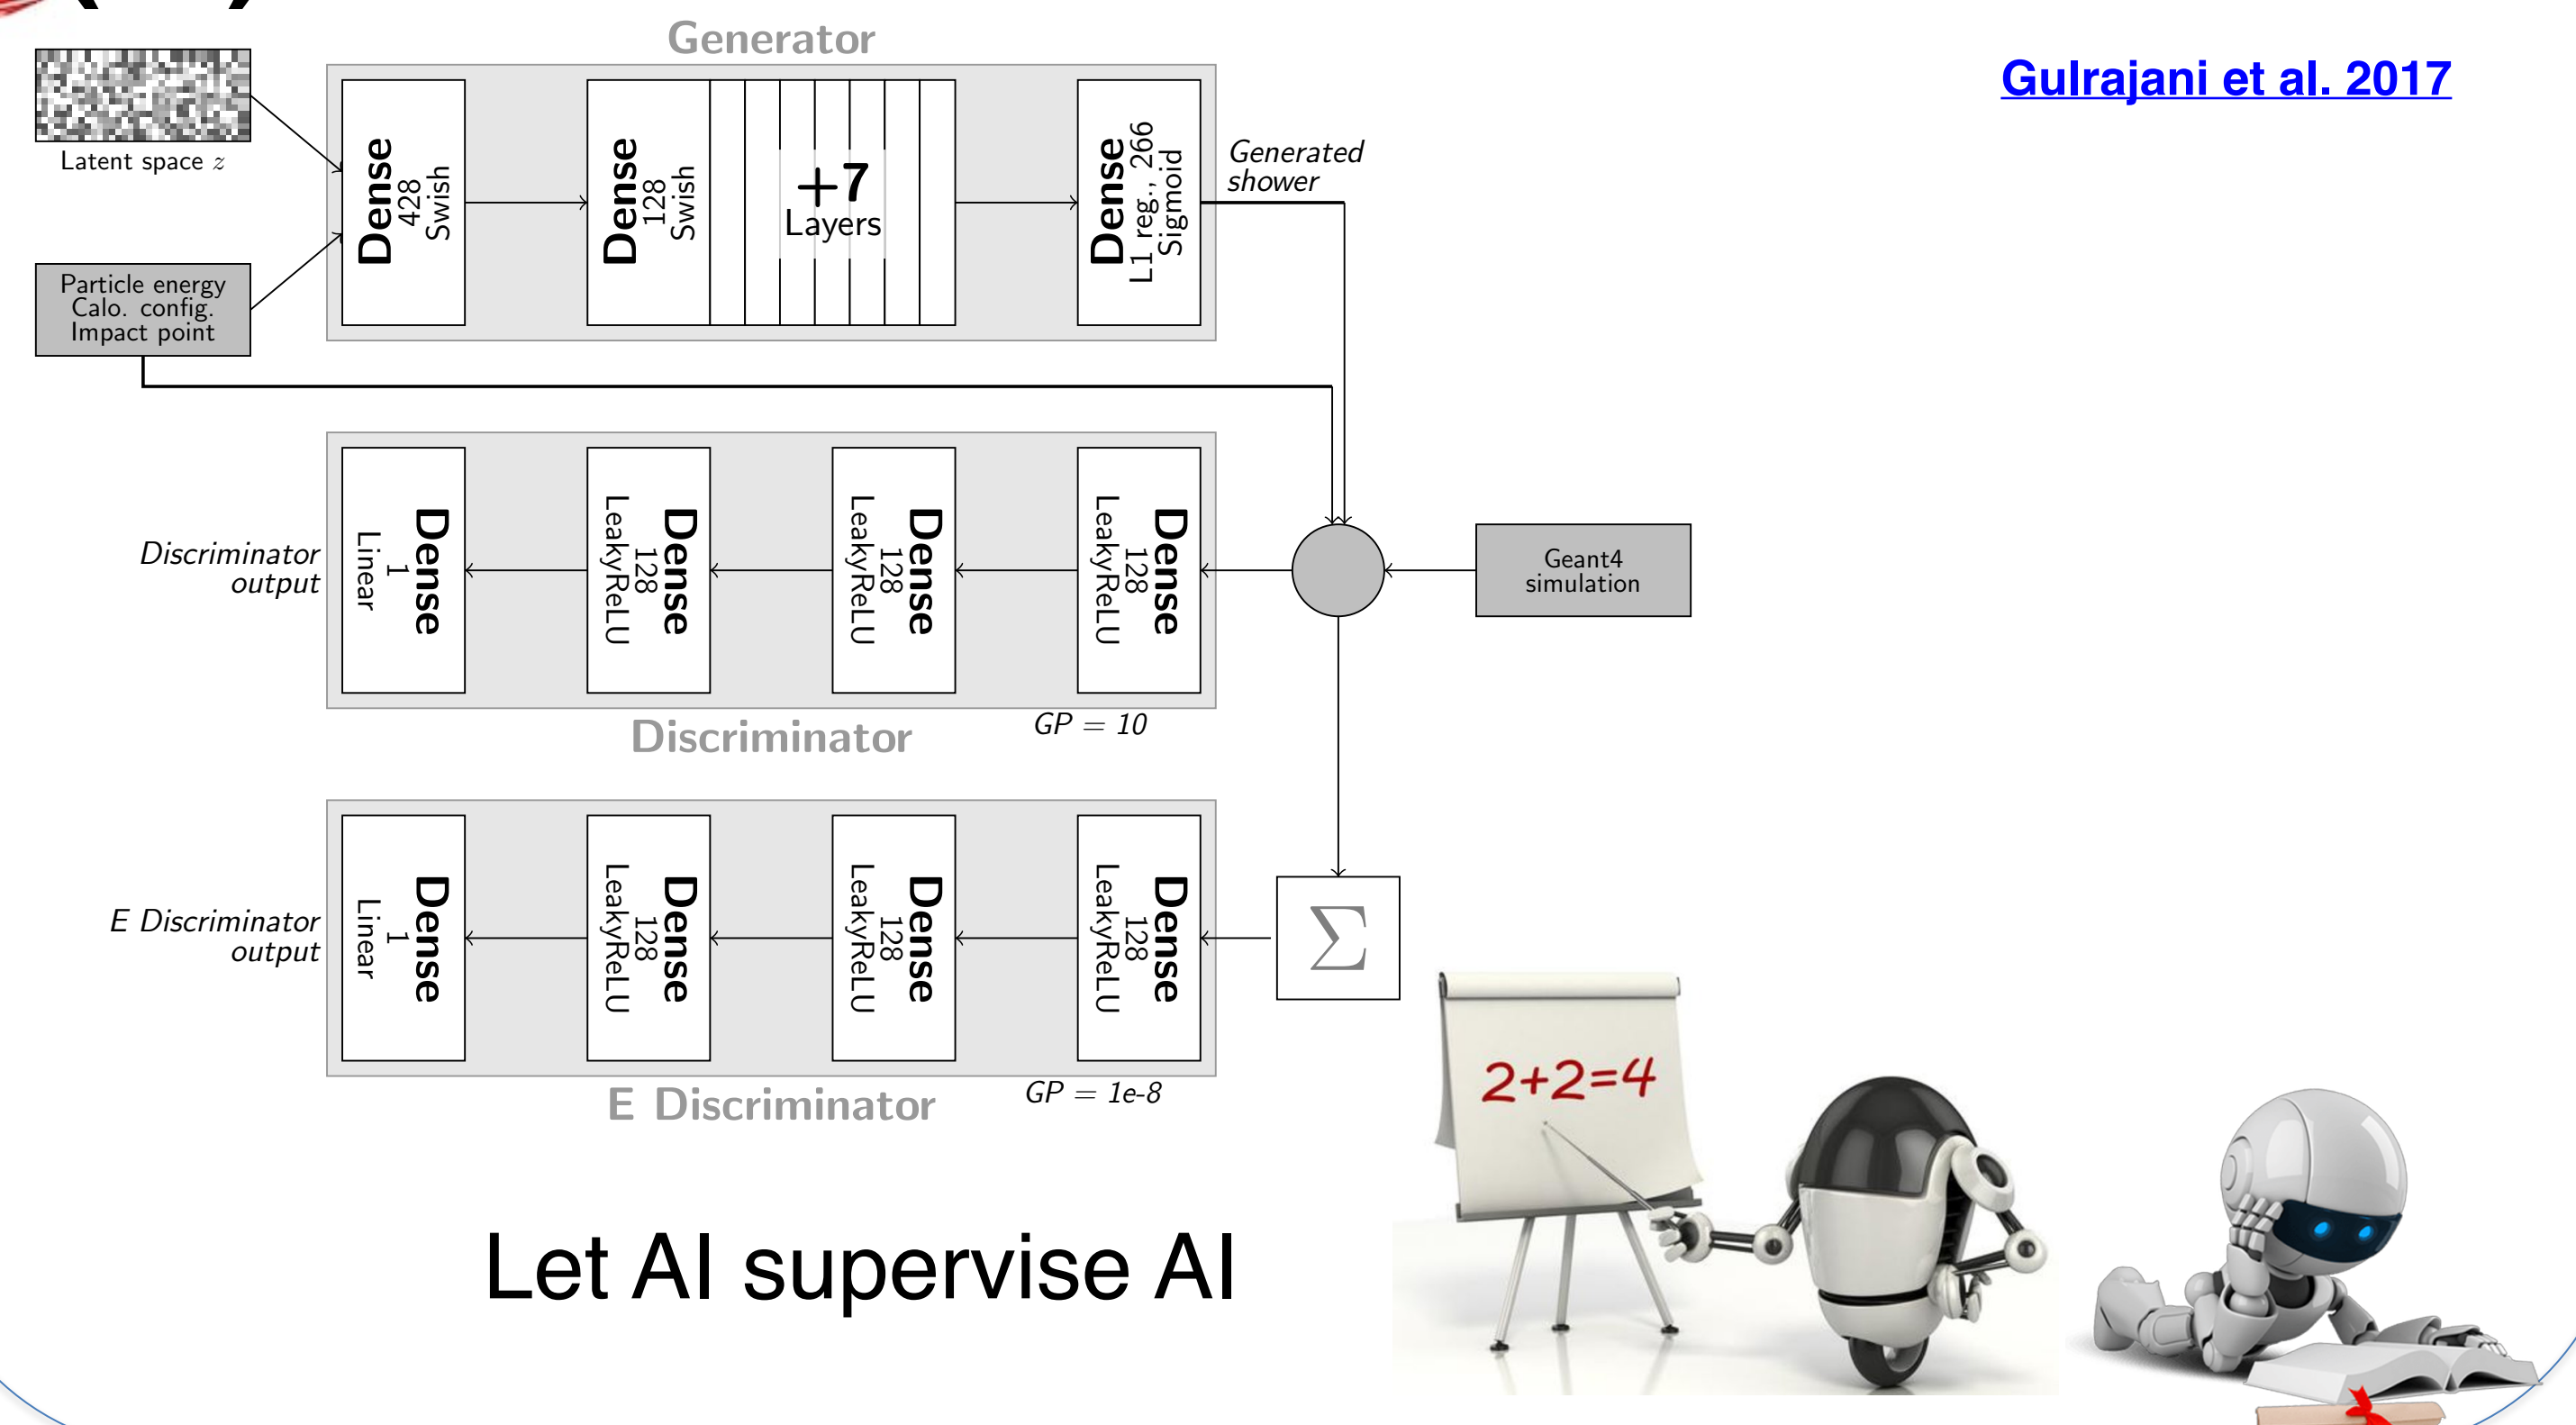 Generator
Gulrajani et al. 2017
Latent space z
Particle energy
Calo. config.
Impact point
Dense
428
Swish
Dense
128
Swish
+7
Layers
Dense
L1 reg., 266
Sigmoid
Generated
shower
Discriminator
output
Dense
1
Linear
Dense
128
LeakyReLU
Dense
128
LeakyReLU
Dense
128
LeakyReLU
Geant4
simulation
Discriminator
GP = 10
E Discriminator
output
Dense
1
Linear
Dense
128
LeakyReLU
Dense
128
LeakyReLU
Dense
128
LeakyReLU
Σ
E Discriminator
GP = 1e-8
2+2=4
Let AI supervise AI